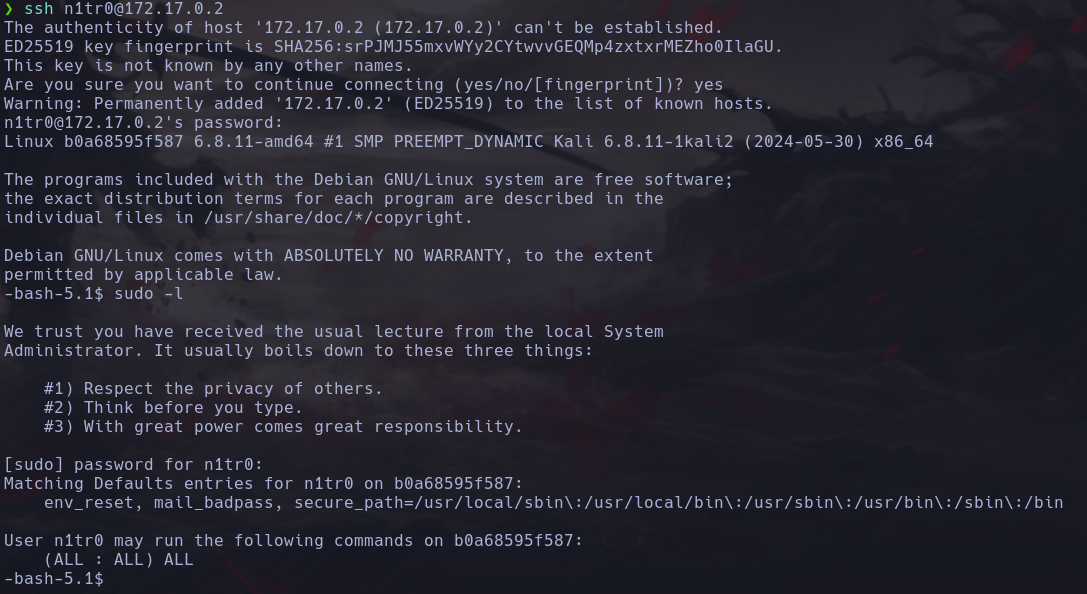 ❯ ssh n1tr0@172.17.0.2
The authenticity of host '172.17.0.2 (172.17.0.2)' can't be established.
ED25519 key fingerprint is SHA256:srPJMJ55mxvWYy2CYtwvvGEQMp4zxtxrMEZho0IlaGU.
This key is not known by any other names.
Are you sure you want to continue connecting (yes/no/[fingerprint])? yes
Warning: Permanently added '172.17.0.2' (ED25519) to the list of known hosts.
n1tr0@172.17.0.2's password:
Linux b0a68595f587 6.8.11-amd64 #1 SMP PREEMPT_DYNAMIC Kali 6.8.11-1kali2 (2024-05-30) x86_64
The programs included with the Debian GNU/Linux system are free software;
the exact distribution terms for each program are described in the
individual files in /usr/share/doc/*/copyright.
Debian GNU/Linux comes with ABSOLUTELY NO WARRANTY, to the extent
permitted by applicable law.
-bash-5.1$ sudo -l
We trust you have received the usual lecture from the local System
Administrator. It usually boils down to these three things:
#1) Respect the privacy of others.
#2) Think before you type.
#3) With great power comes great responsibility.
[sudo] password for n1tr0:
Matching Defaults entries for n1tr0 on b0a68595f587:
env_reset, mail_badpass, secure_path=/usr/local/sbin\:/usr/local/bin\:/usr/sbin\:/usr/bin\:/sbin\:/bin
User n1tr0 may run the following commands on b0a68595f587:
(ALL : ALL) ALL
-bash-5.1$